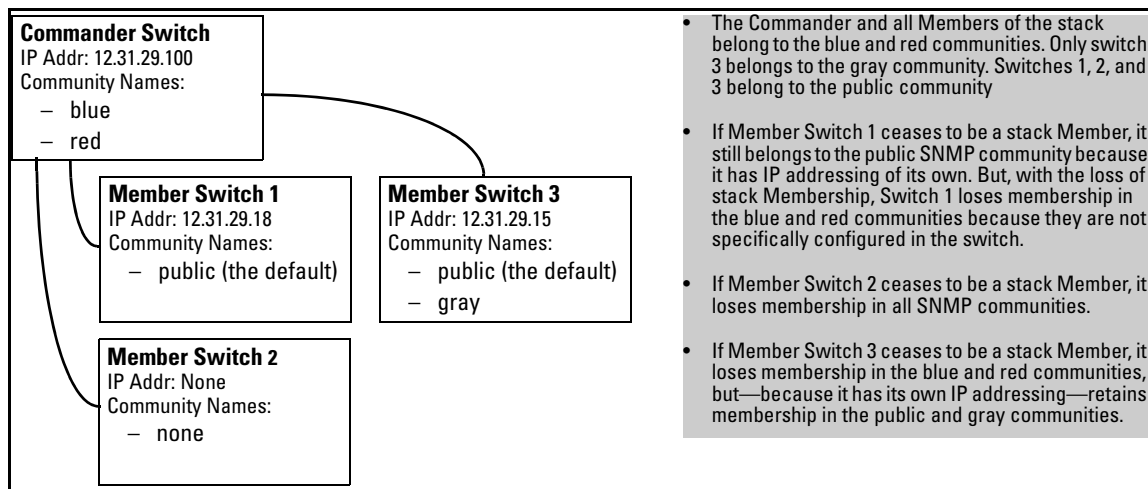 Commander Switch
IP Addr: 12.31.29.100
Community Names:
– blue
– red
Member Switch 1
IP Addr: 12.31.29.18
Community Names:
– public (the default)
Member Switch 3
IP Addr: 12.31.29.15
Community Names:
– public (the default)
– gray
Member Switch 2
IP Addr: None
Community Names:
– none
• The Commander and all Members of the stack
belong to the blue and red communities. Only switch
3 belongs to the gray community. Switches 1, 2, and
3 belong to the public community
• If Member Switch 1 ceases to be a stack Member, it
still belongs to the public SNMP community because
it has IP addressing of its own. But, with the loss of
stack Membership, Switch 1 loses membership in
the blue and red communities because they are not
specifically configured in the switch.
• If Member Switch 2 ceases to be a stack Member, it
loses membership in all SNMP communities.
• If Member Switch 3 ceases to be a stack Member, it
loses membership in the blue and red communities,
but—because it has its own IP addressing—retains
membership in the public and gray communities.